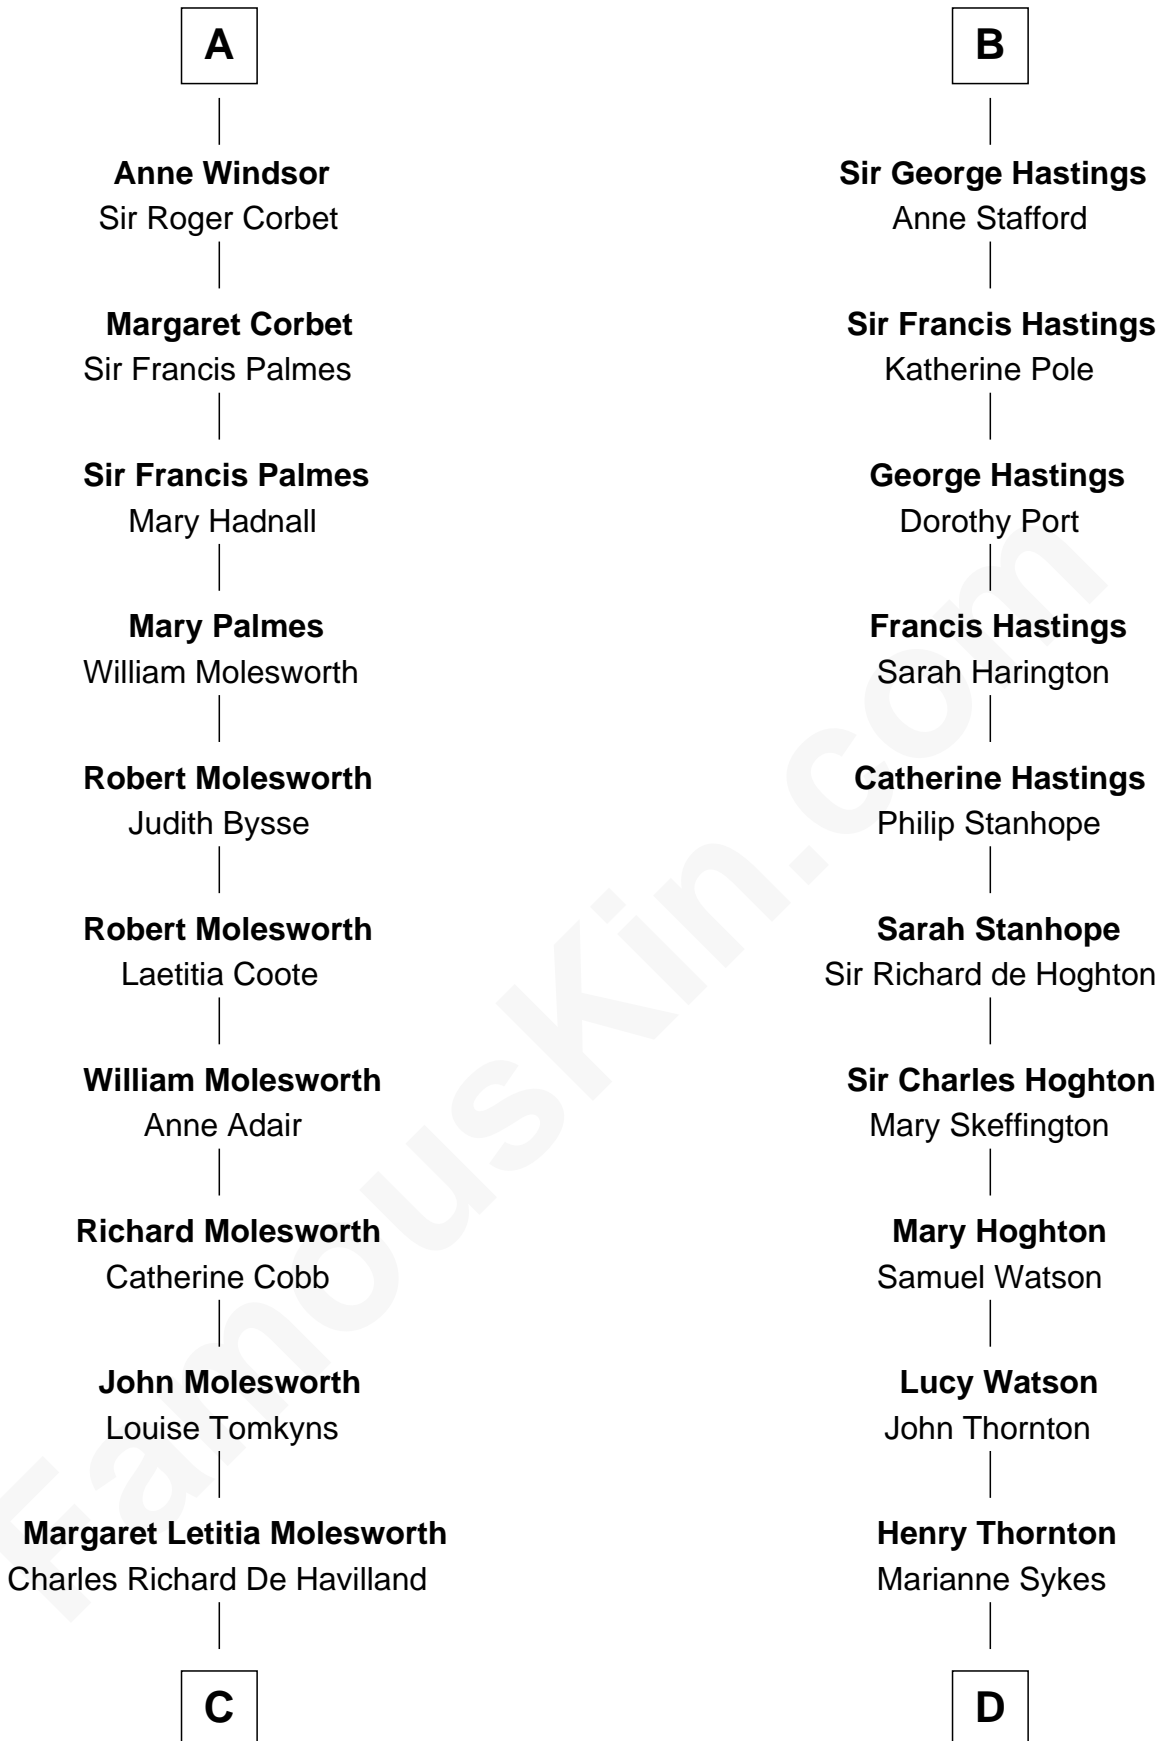 A
Anne Windsor
Sir Roger Corbet
Margaret Corbet
Sir Francis Palmes
Sir Francis Palmes
Mary Hadnall
Mary Palmes
William Molesworth
Robert Molesworth
Judith Bysse
Robert Molesworth
Laetitia Coote
William Molesworth
Anne Adair
Richard Molesworth
Catherine Cobb
John Molesworth
Louise Tomkyns
Margaret Letitia Molesworth
Charles Richard De Havilland
C
B
Sir George Hastings
Anne Stafford
Sir Francis Hastings
Katherine Pole
George Hastings
Dorothy Port
Francis Hastings
Sarah Harington
Catherine Hastings
Philip Stanhope
Sarah Stanhope
Sir Richard de Hoghton
Sir Charles Hoghton
Mary Skeffington
Mary Hoghton
Samuel Watson
Lucy Watson
John Thornton
Henry Thornton
Marianne Sykes
D
FamousKin.com